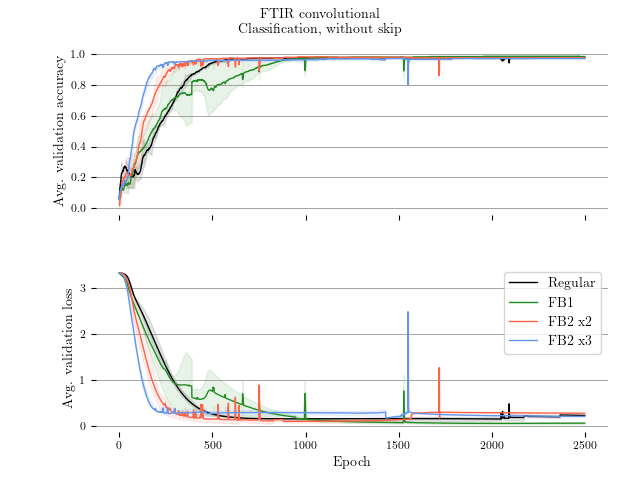 FTIR convolutional
Classification, without skip
Avg. validation accuracy
1.0
0.8
0.6
0.4
0.2
0.0
Avg. validation loss
3
2
1
0
Regular
FB1
FB2 x2
FB2 x3
0
500
1000
1500
2000
2500
Epoch